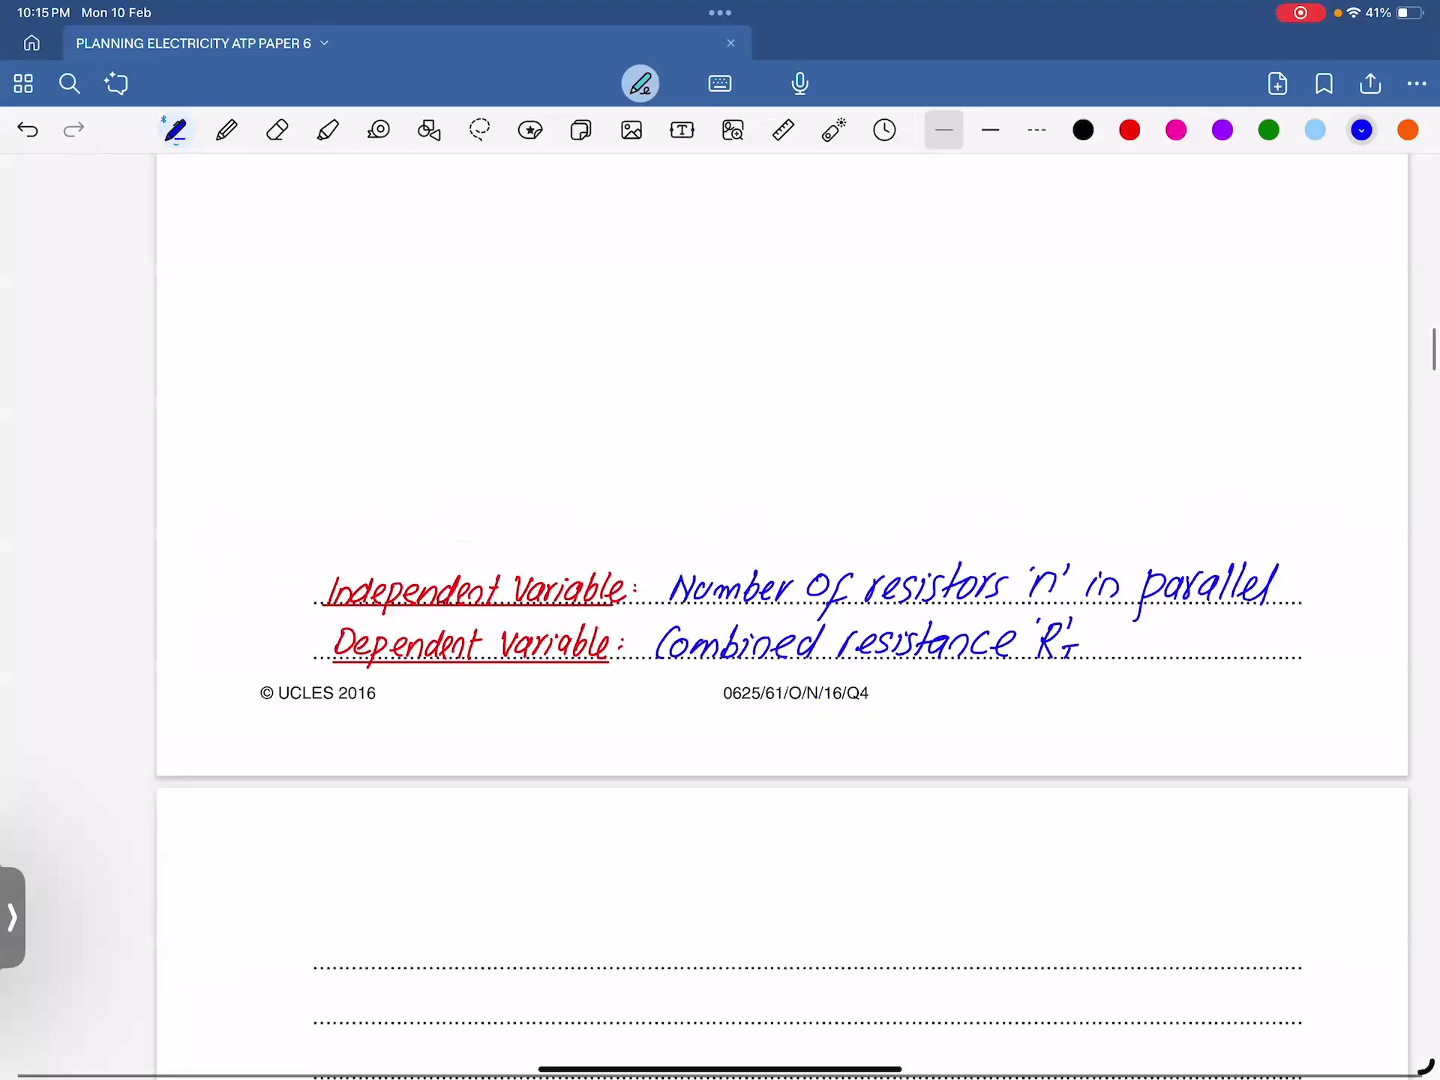 10:15 PM Mon 10 Feb
41%
PLANNING ELECTRICITY ATP PAPER 6
Independent Variable: Number Of resistors 'n' in parallel
Dependent Variable: Combined resistance 'R_T'
© UCLES 2016 0625/61/O/N/16/Q4